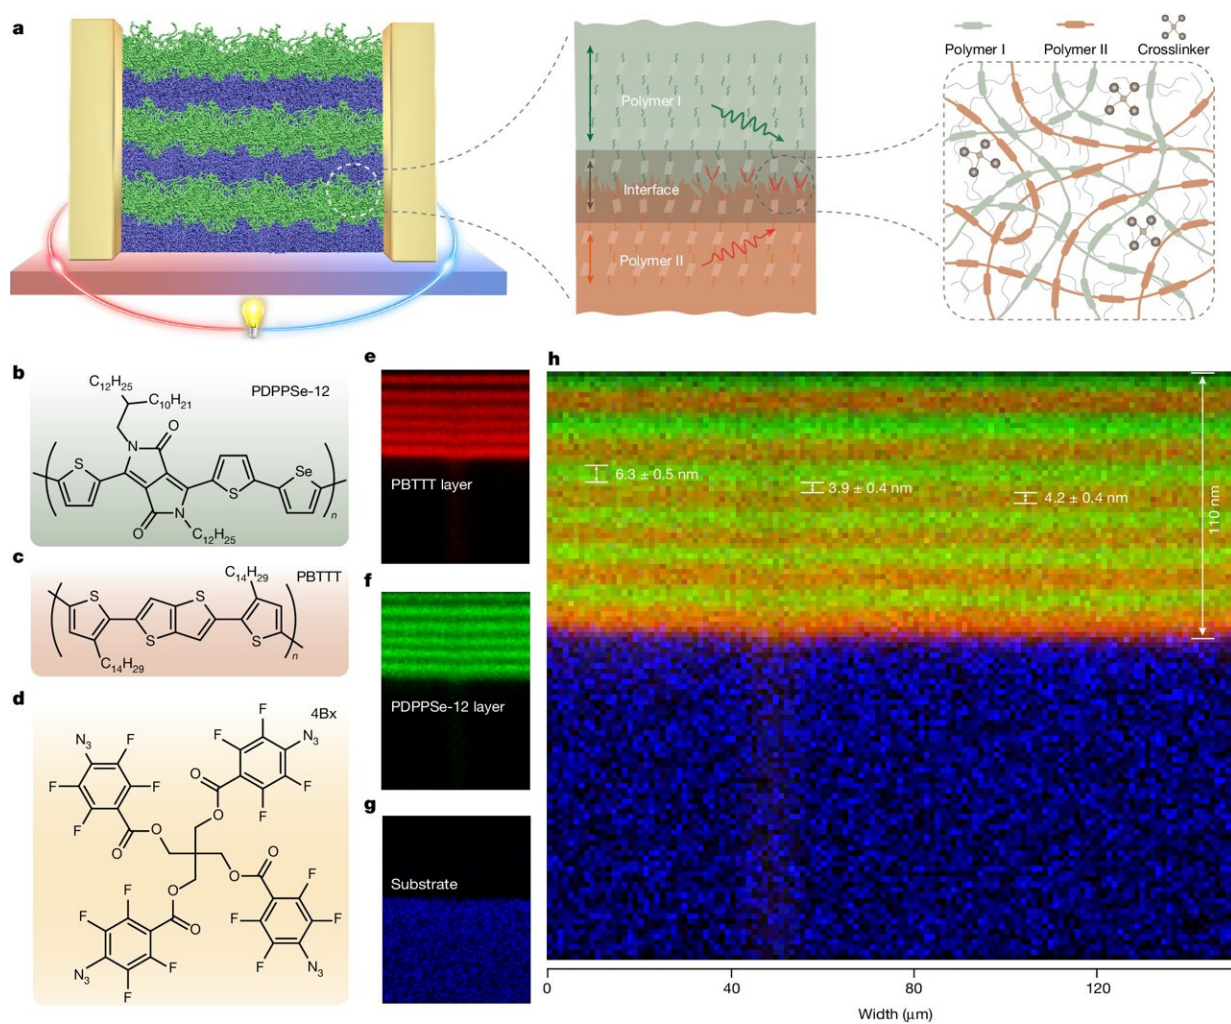 a
Polymer I
Interface
Polymer II
Polymer I
Polymer II
Crosslinker
b
PDPPSe-12
C12H25
C10H21
O
N
S
S
Se
N
O
C12H25
n
c
PBTTT
C14H29
S
S
S
S
C14H29
n
d
4Bx
F
N3
F
F
F
N3
F
F
F
F
O
O
O
O
F
O
O
O
O
F
F
F
F
F
F
F
N3
F
N3
F
e
PBTTT layer
f
PDPPSe-12 layer
g
Substrate
h
6.3 ± 0.5 nm
3.9 ± 0.4 nm
4.2 ± 0.4 nm
110 nm
0
40
80
120
Width (μm)